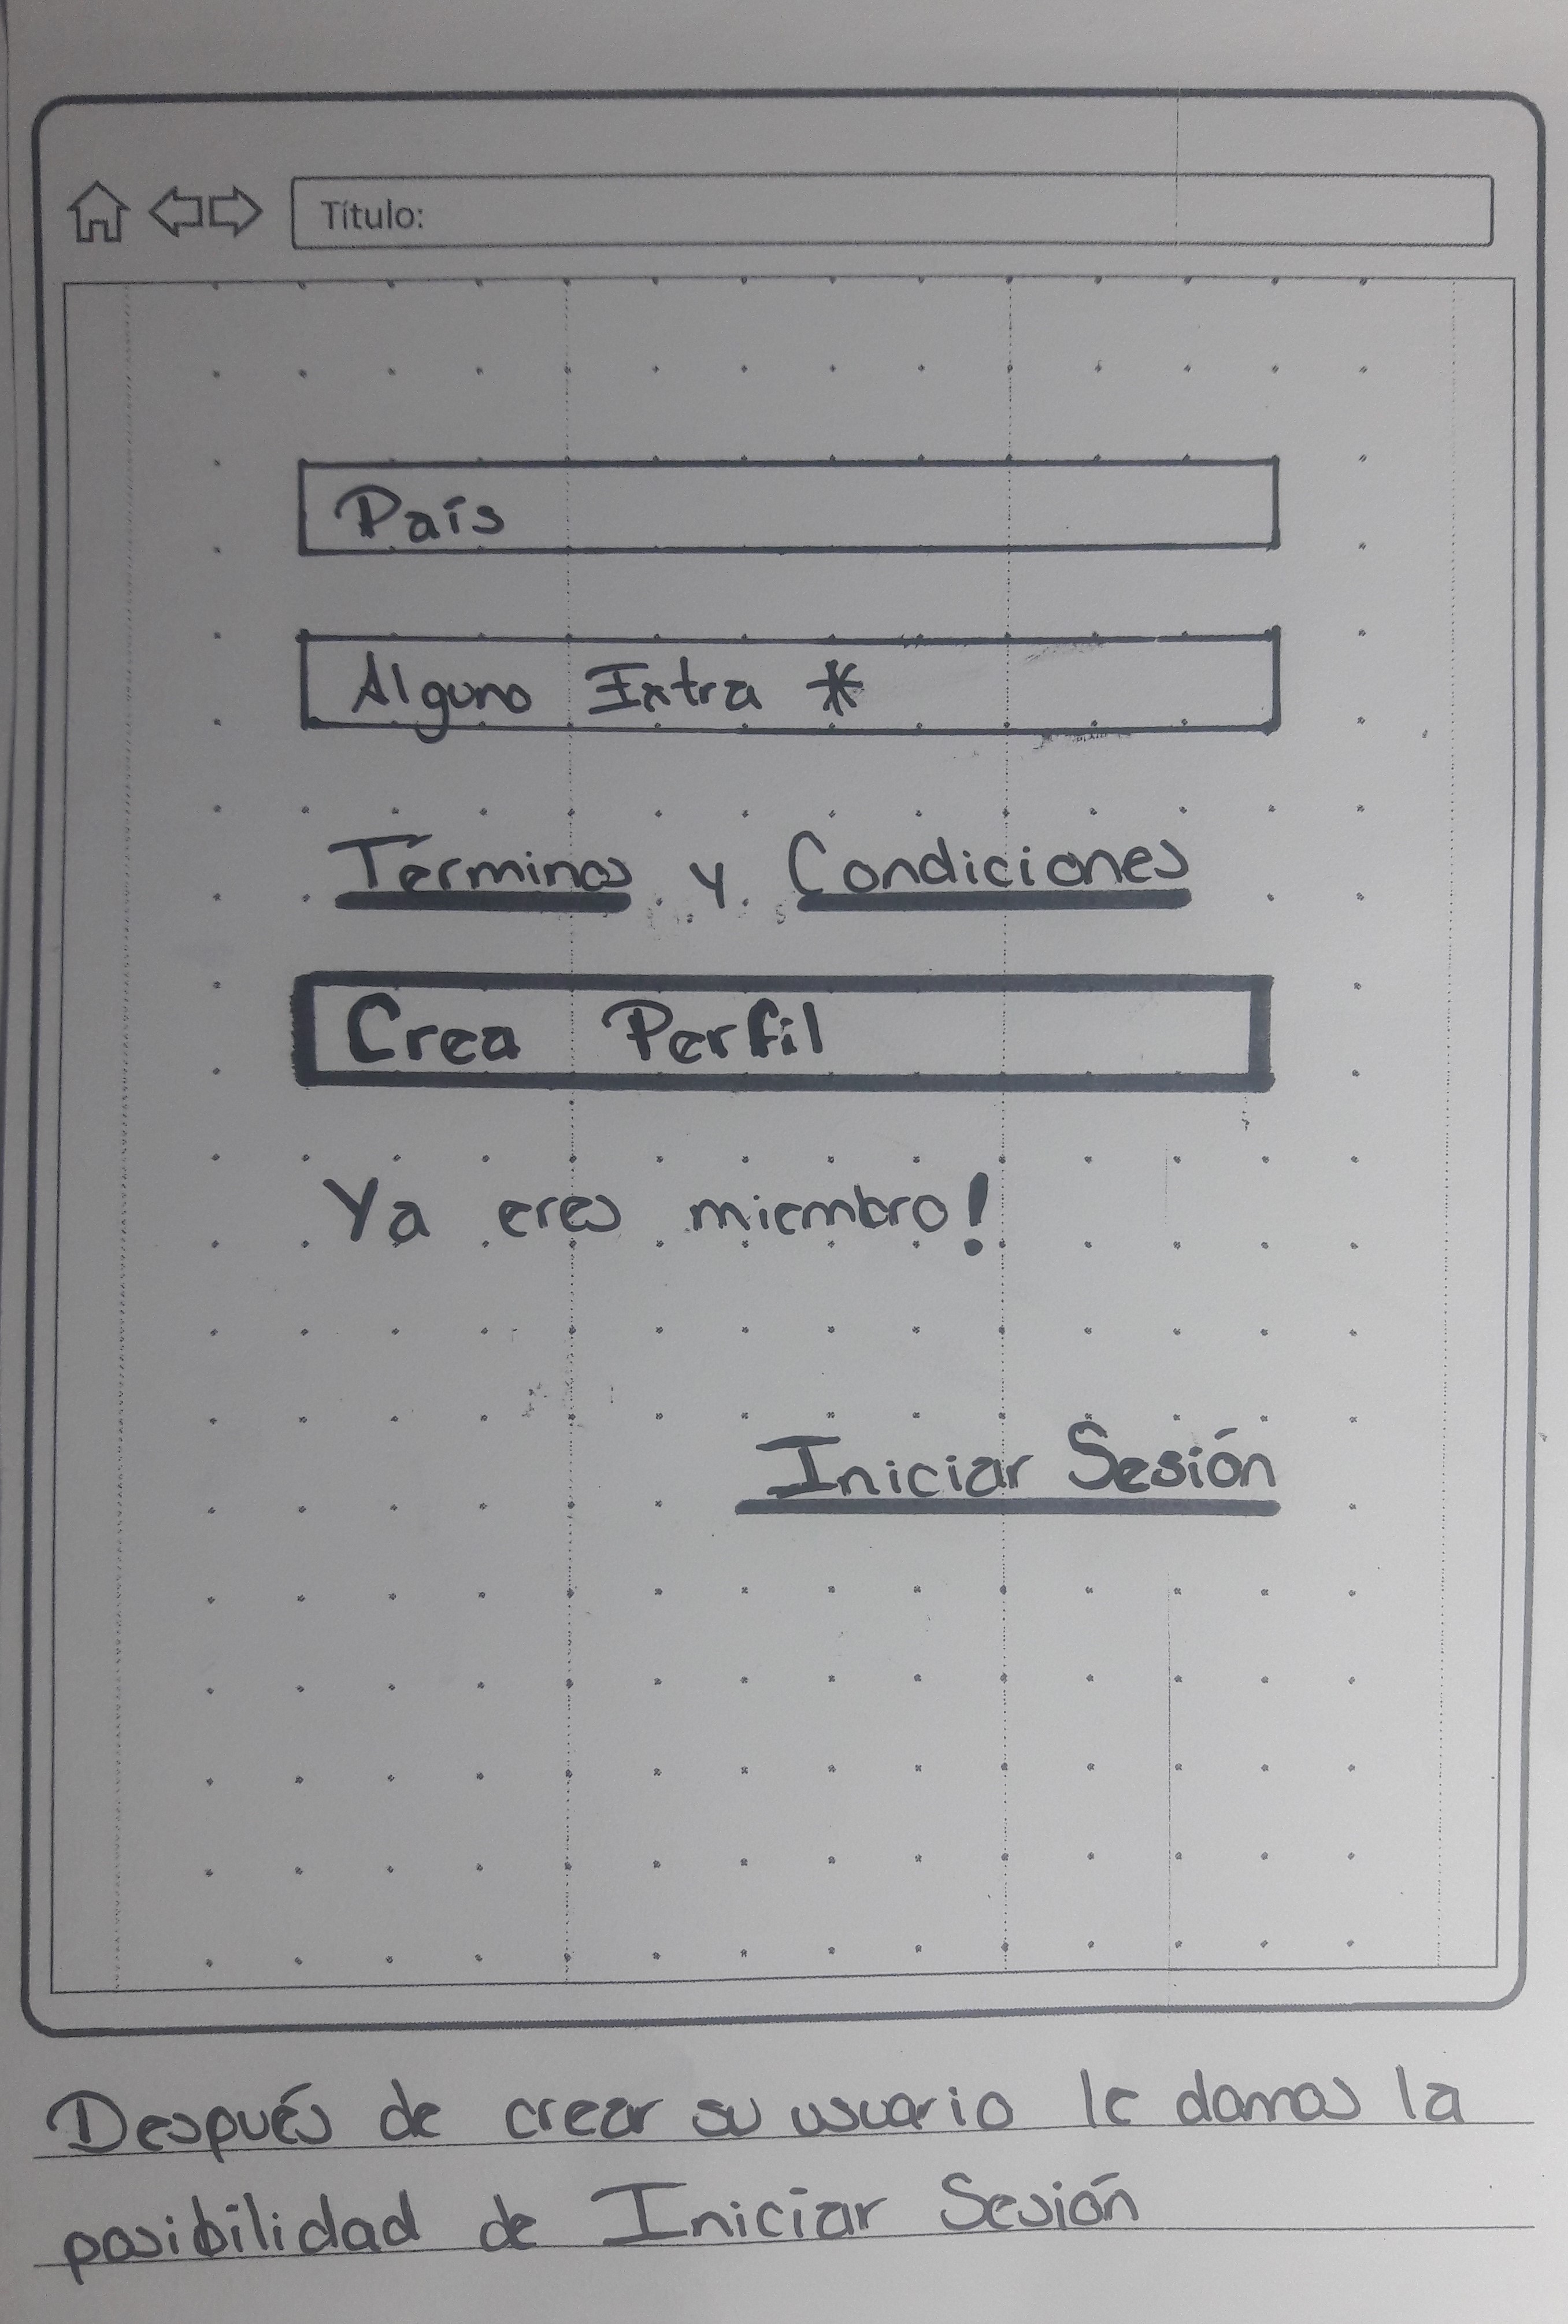 Título:
País
Alguno Extra *
Términos y Condiciones
Crea Perfil
Ya eres miembro!
Iniciar Sesión
Después de crear su usuario le damos la
posibilidad de Iniciar Sesión